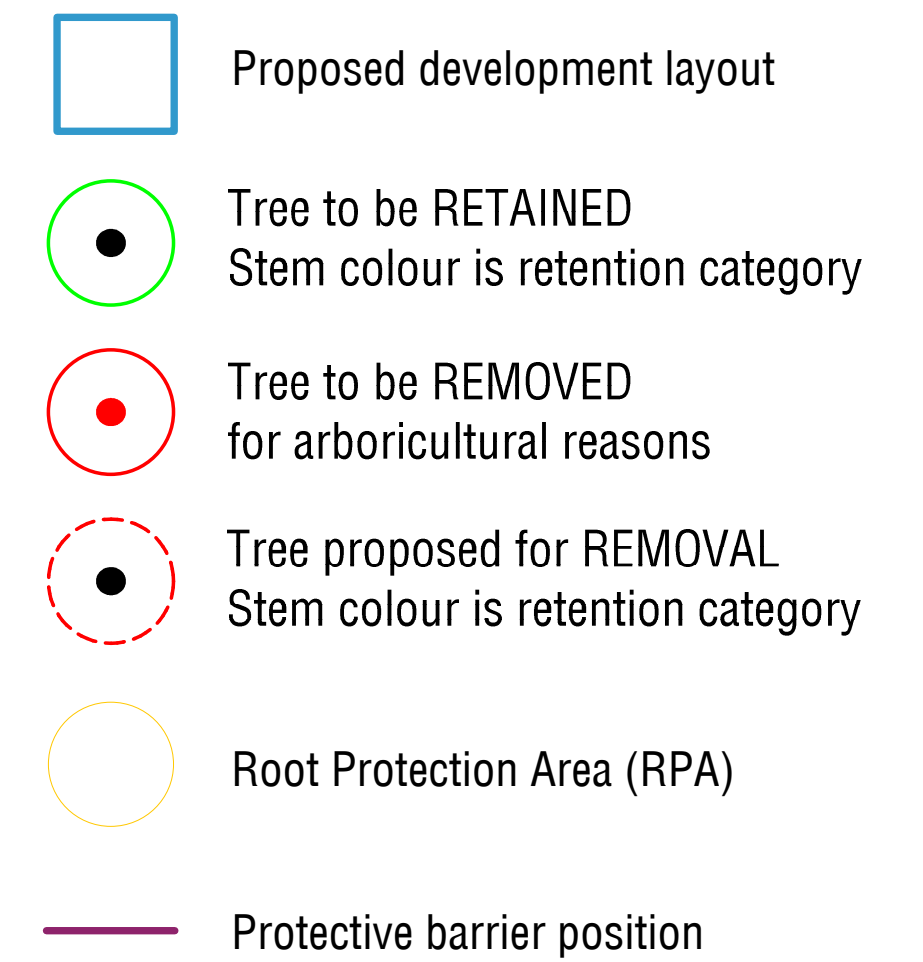 Proposed development layout
Tree to be RETAINED
Stem colour is retention category
Tree to be REMOVED
for arboricultural reasons
Tree proposed for REMOVAL
Stem colour is retention category
Root Protection Area (RPA)
Protective barrier position